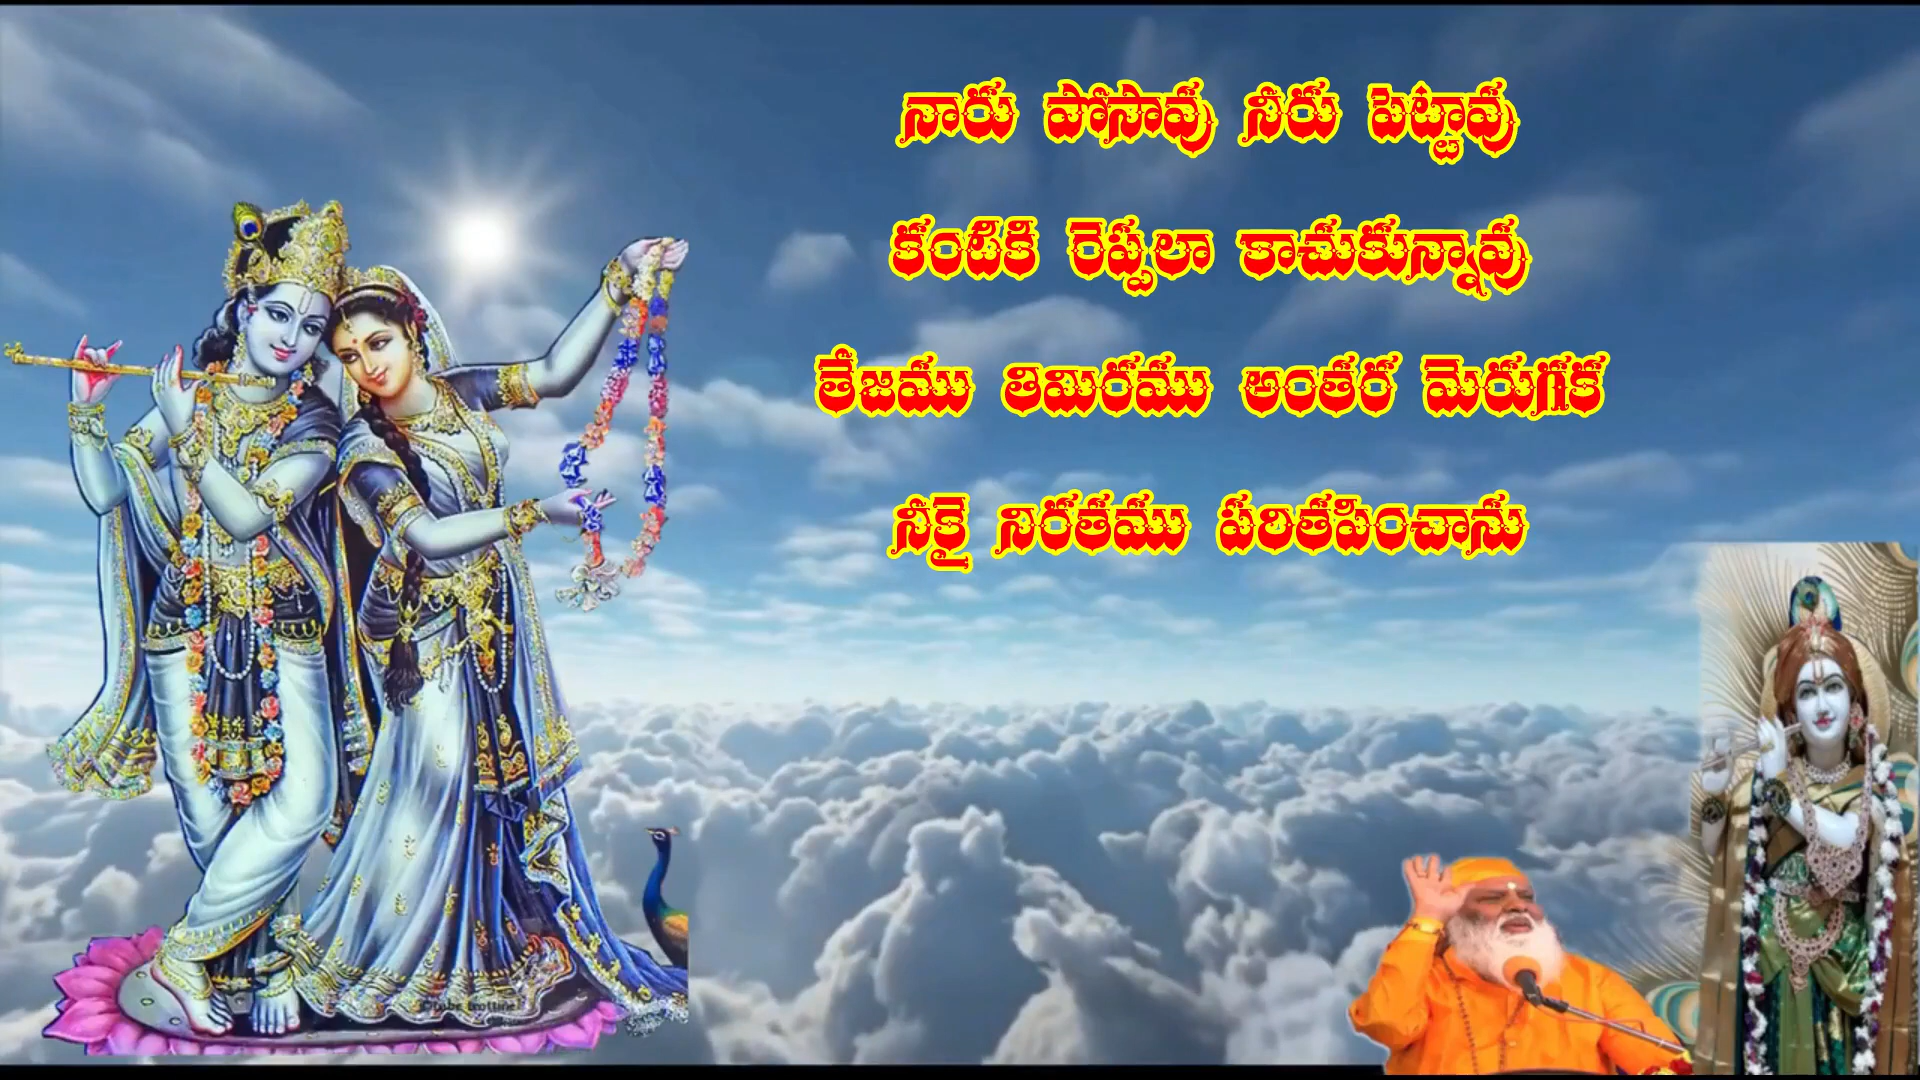 నారు పోసావు నీరు పెట్టావు
కంటికి రెప్పలా కాచుకున్నావు
తేజము తిమిరము అంతర మెరుగక
నీకై నిరతము పరితపించాను